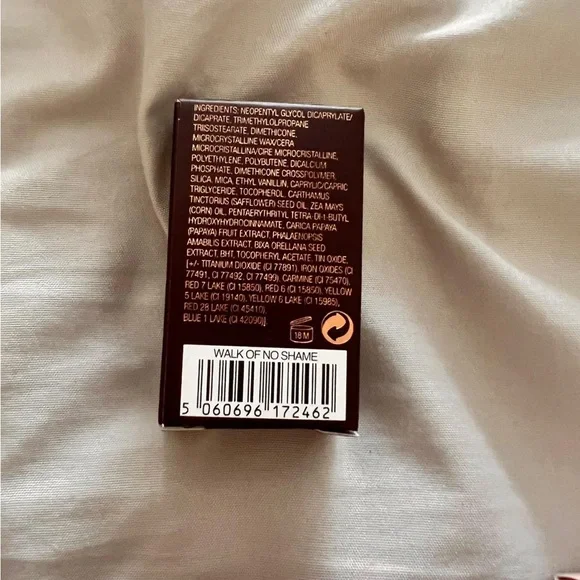 INGREDIENTS: NEOPENTYL GLYCOL DICAPRYLATE/
DICAPRATE, TRIMETHYLOLPROPANE
TRIISOSTEARATE, DIMETHICONE,
MICROCRYSTALLINE WAX/CERA
MICROCRISTALLINA/CIRE MICROCRISTALLINE,
POLYETHYLENE, POLYBUTENE, DICALCIUM
PHOSPHATE, DIMETHICONE CROSSPOLYMER,
SILICA, MICA, ETHYL VANILLIN, CAPRYLIC/CAPRIC
TRIGLYCERIDE, TOCOPHEROL, CARTHAMUS
TINCTORIUS (SAFFLOWER) SEED OIL, ZEA MAYS
(CORN) OIL, PENTAERYTHRITYL TETRA-DI-t-BUTYL
HYDROXYHYDROCINNAMATE, CARICA PAPAYA
(PAPAYA) FRUIT EXTRACT, PHALAENOPSIS
AMABILIS EXTRACT, BIXA ORELLANA SEED
EXTRACT, BHT, TOCOPHERYL ACETATE, TIN OXIDE,
[+/- TITANIUM DIOXIDE (CI 77891), IRON OXIDES (CI
77491, CI 77492, CI 77499) CARMINE (CI 75470),
RED 7 LAKE (CI 15850), RED 6 (CI 15850), YELLOW
5 LAKE (CI 19140), YELLOW 6 LAKE (CI 15985),
RED 28 LAKE (CI 45410),
BLUE 1 LAKE (CI 42090)].
18 M
WALK OF NO SHAME
5 060696 172462